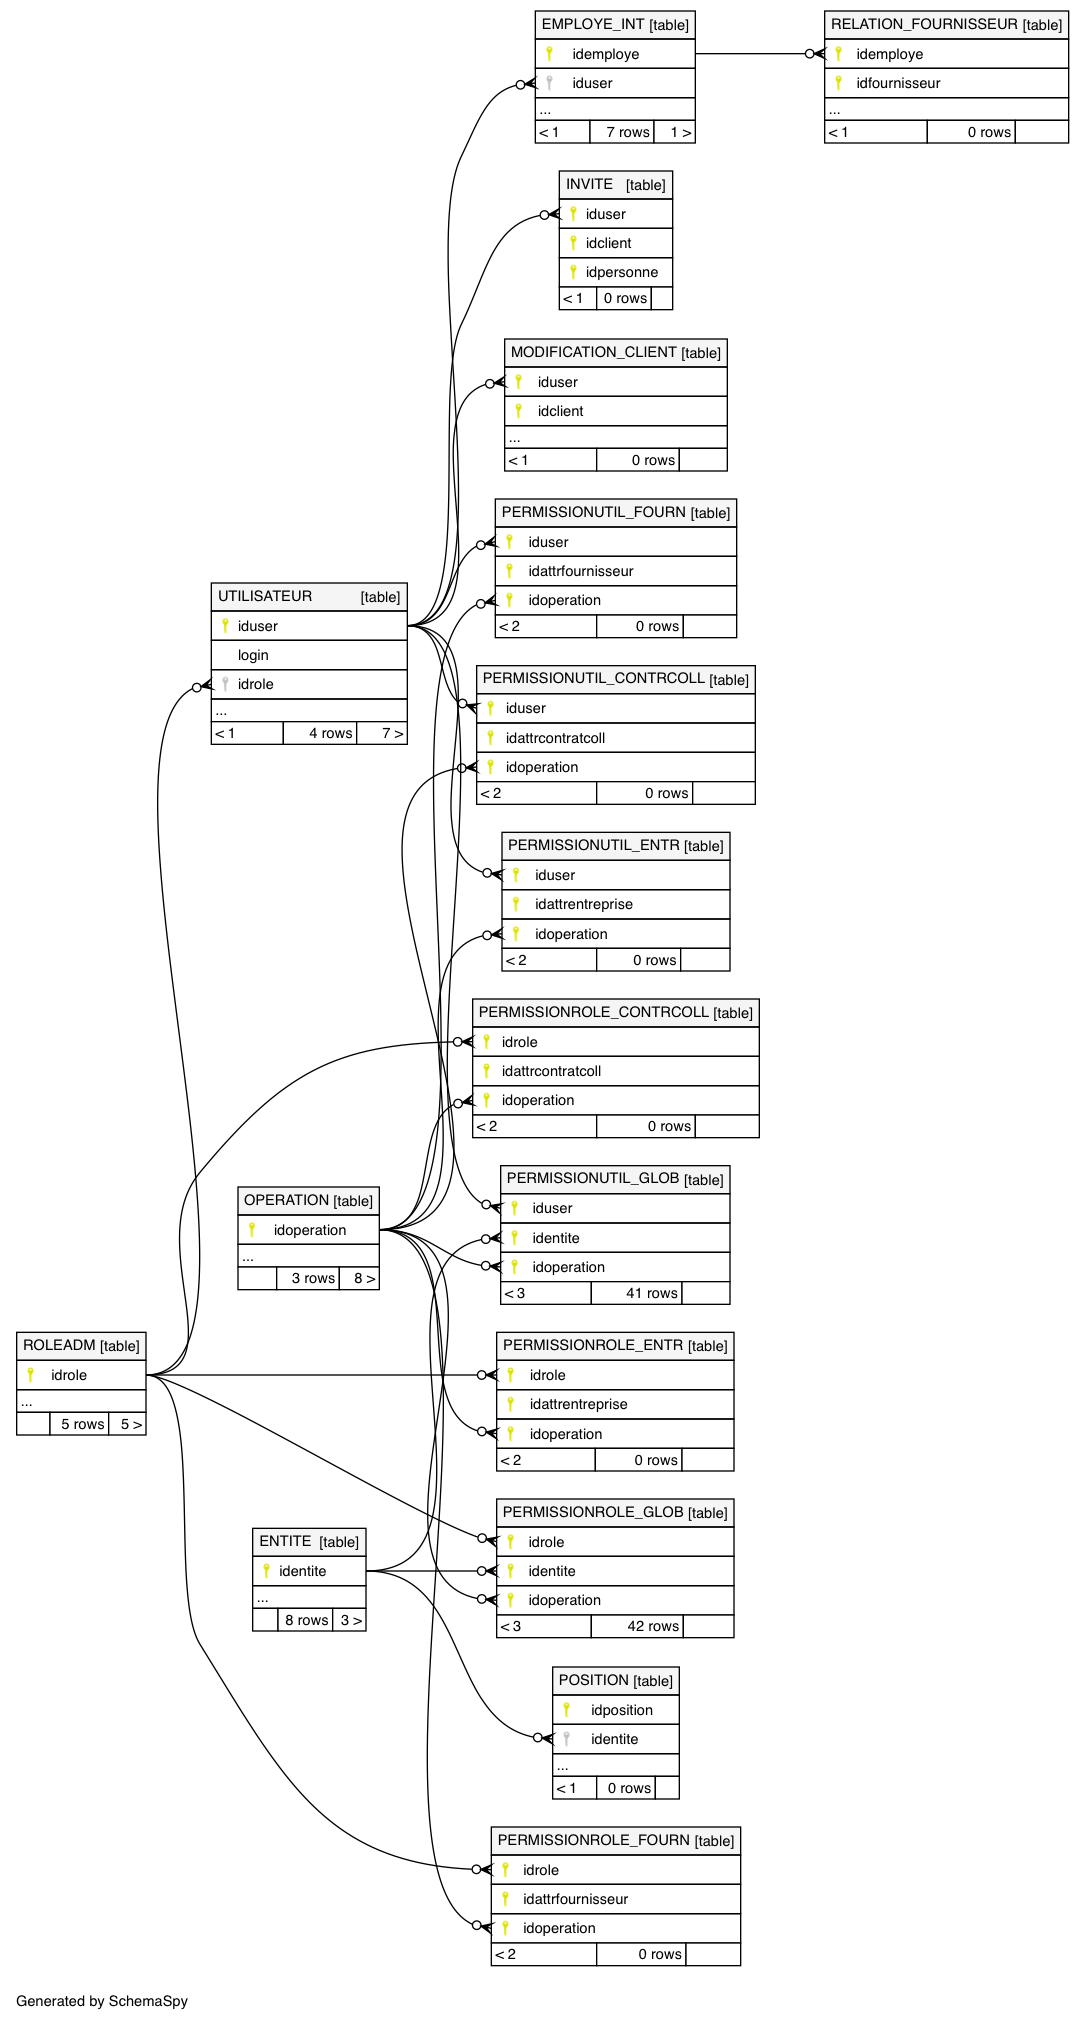 EMPLOYE_INT [table]
idemploye
iduser
...
< 1 7 rows 1 >
RELATION_FOURNISSEUR [table]
idemploye
idfournisseur
...
< 1 0 rows
INVITE [table]
iduser
idclient
idpersonne
< 1 0 rows
MODIFICATION_CLIENT [table]
iduser
idclient
...
< 1 0 rows
PERMISSIONUTIL_FOURN [table]
iduser
idattrfournisseur
idoperation
< 2 0 rows
UTILISATEUR [table]
iduser
login
idrole
...
< 1 4 rows 7 >
PERMISSIONUTIL_CONTRCOLL [table]
iduser
idattrcontratcoll
idoperation
< 2 0 rows
PERMISSIONUTIL_ENTR [table]
iduser
idattrentreprise
idoperation
< 2 0 rows
PERMISSIONROLE_CONTRCOLL [table]
idrole
idattrcontratcoll
idoperation
< 2 0 rows
PERMISSIONUTIL_GLOB [table]
iduser
identite
idoperation
< 3 41 rows
OPERATION [table]
idoperation
...
3 rows 8 >
ROLEADM [table]
idrole
...
5 rows 5 >
PERMISSIONROLE_ENTR [table]
idrole
idattrentreprise
idoperation
< 2 0 rows
PERMISSIONROLE_GLOB [table]
idrole
identite
idoperation
< 3 42 rows
ENTITE [table]
identite
...
8 rows 3 >
POSITION [table]
idposition
identite
...
< 1 0 rows
PERMISSIONROLE_FOURN [table]
idrole
idattrfournisseur
idoperation
< 2 0 rows
Generated by SchemaSpy